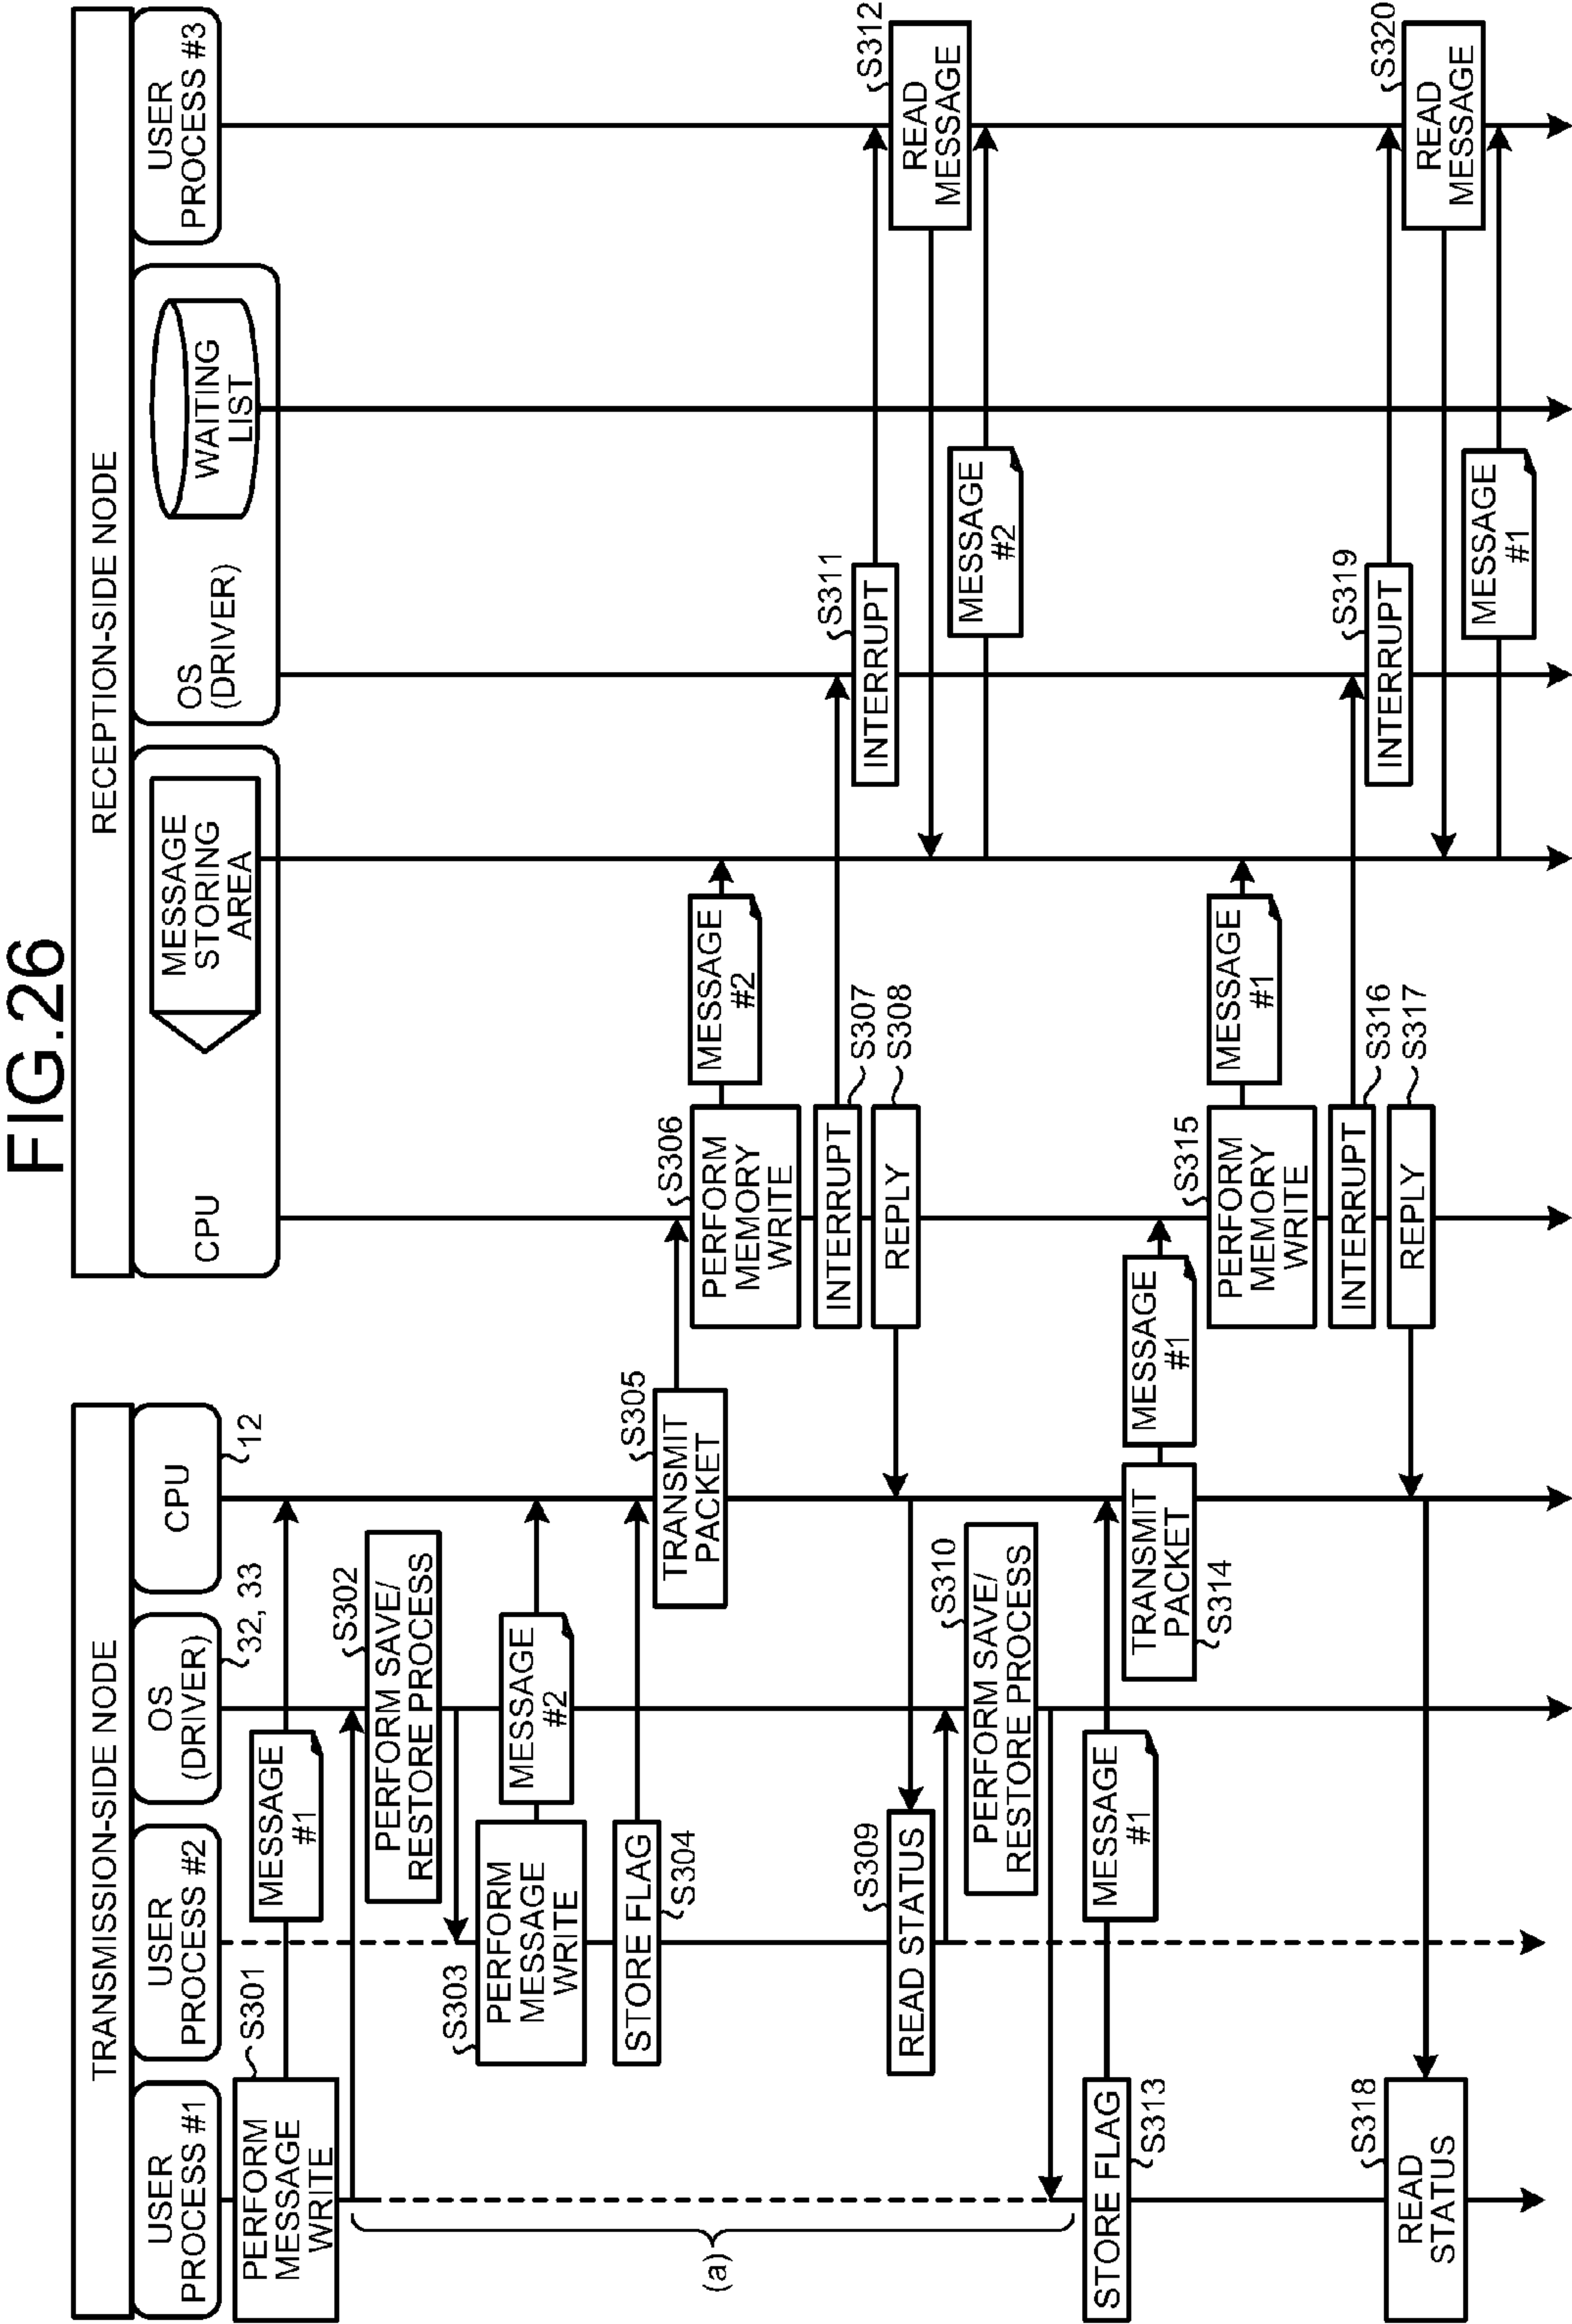 FIG.26
TRANSMISSION-SIDE NODE
RECEPTION-SIDE NODE
USER
PROCESS #1
USER
PROCESS #2
OS
(DRIVER)
32, 33
CPU
12
CPU
MESSAGE
STORING
AREA
OS
(DRIVER)
WAITING
LIST
USER
PROCESS #3
S301
PERFORM
MESSAGE
WRITE
MESSAGE
#1
S302
PERFORM SAVE/
RESTORE PROCESS
S303
PERFORM
MESSAGE
WRITE
MESSAGE
#2
STORE FLAG
S304
S305
TRANSMIT
PACKET
S306
PERFORM
MEMORY
WRITE
MESSAGE
#2
INTERRUPT
S307
REPLY
S308
S309
READ STATUS
S310
PERFORM SAVE/
RESTORE PROCESS
S311
INTERRUPT
S312
READ
MESSAGE
MESSAGE
#2
(a)
STORE FLAG
S313
MESSAGE
#1
TRANSMIT
PACKET
S314
MESSAGE
#1
S315
PERFORM
MEMORY
WRITE
MESSAGE
#1
INTERRUPT
S316
REPLY
S317
S318
READ
STATUS
S319
INTERRUPT
S320
READ
MESSAGE
MESSAGE
#1